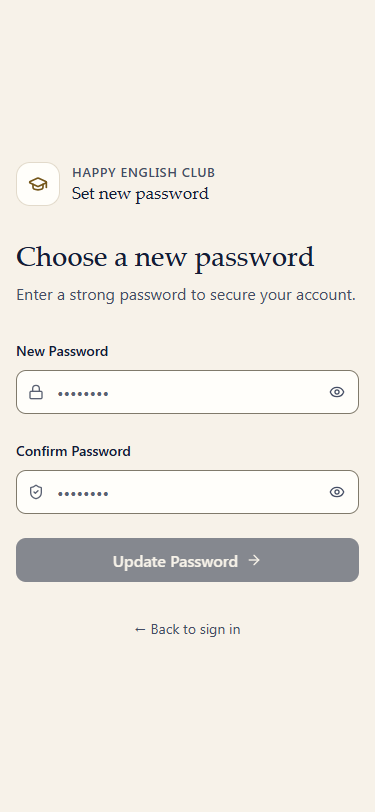 HAPPY ENGLISH CLUB
Set new password
Choose a new password
Enter a strong password to secure your account.
New Password
••••••••
Confirm Password
••••••••
Update Password →
← Back to sign in